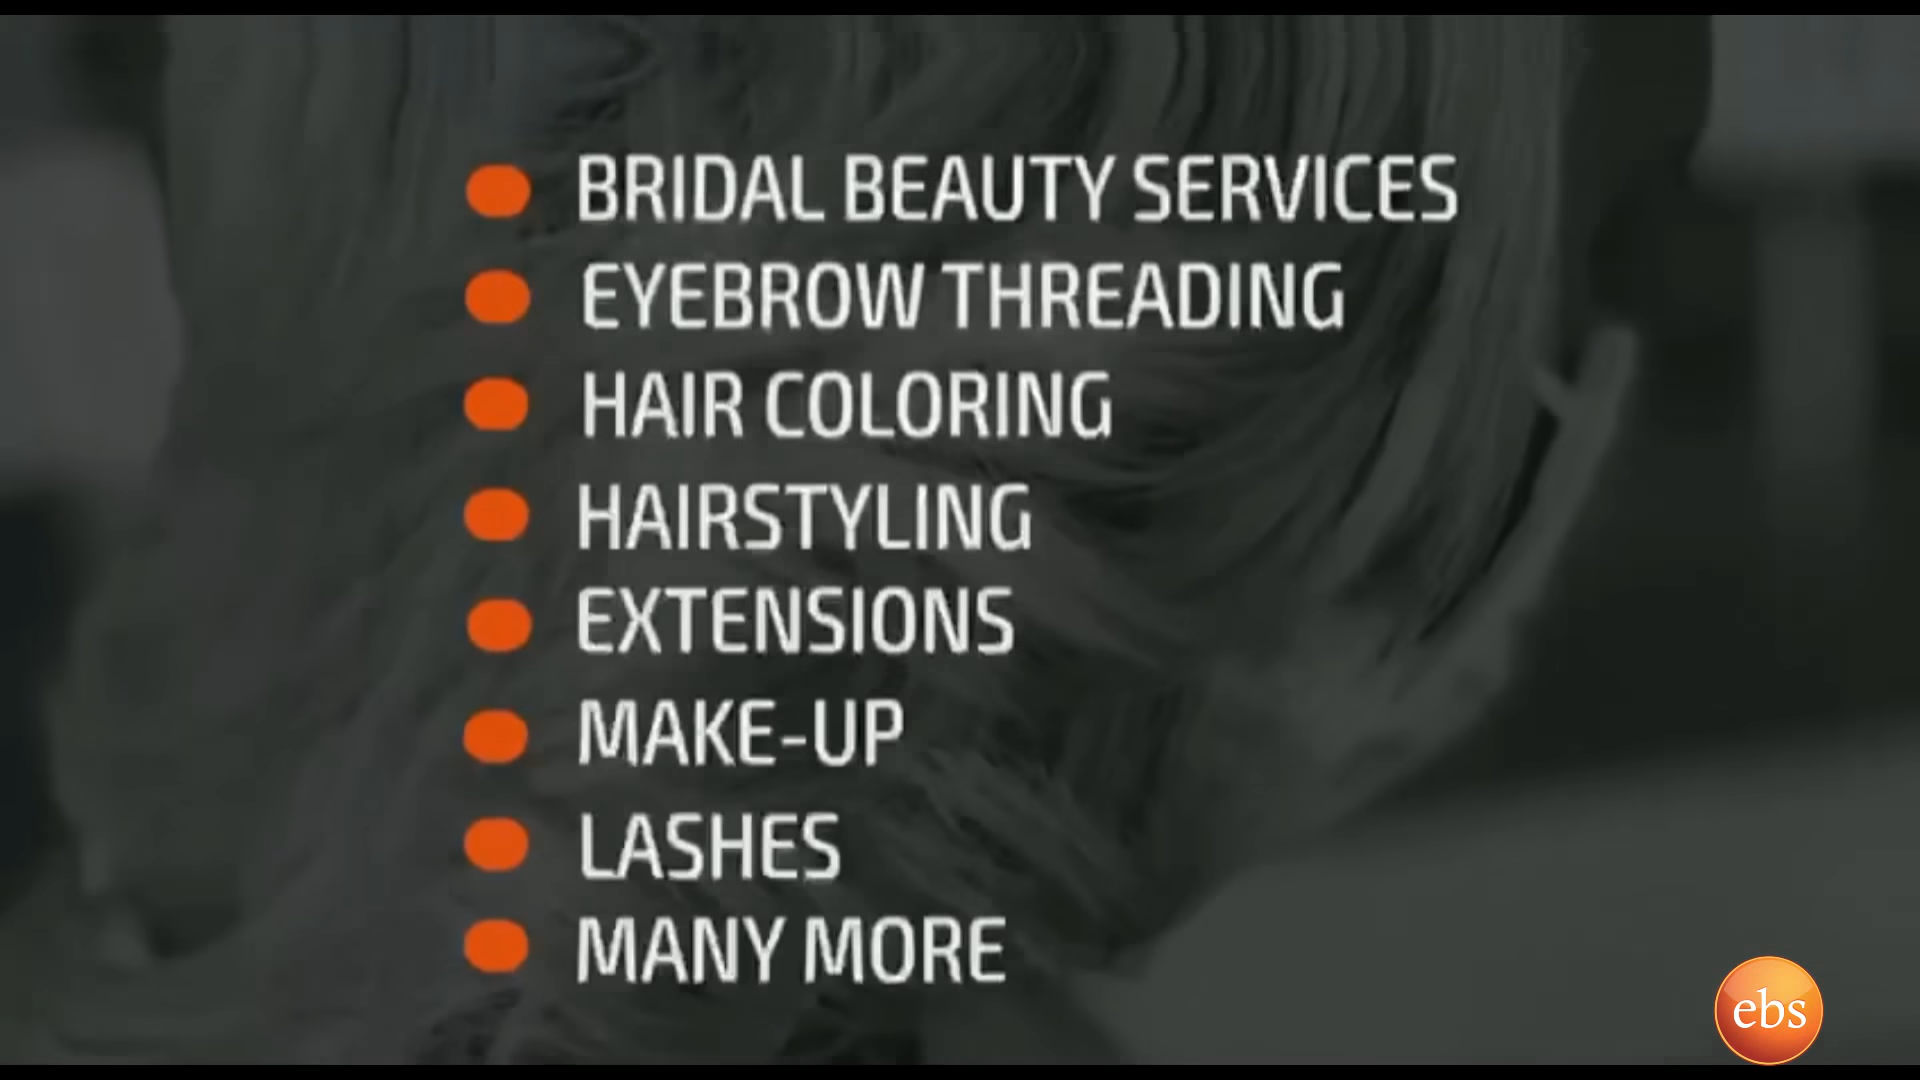 BRIDAL BEAUTY SERVICES
EYEBROW THREADING
HAIR COLORING
HAIRSTYLING
EXTENSIONS
MAKE-UP
LASHES
MANY MORE
ebs